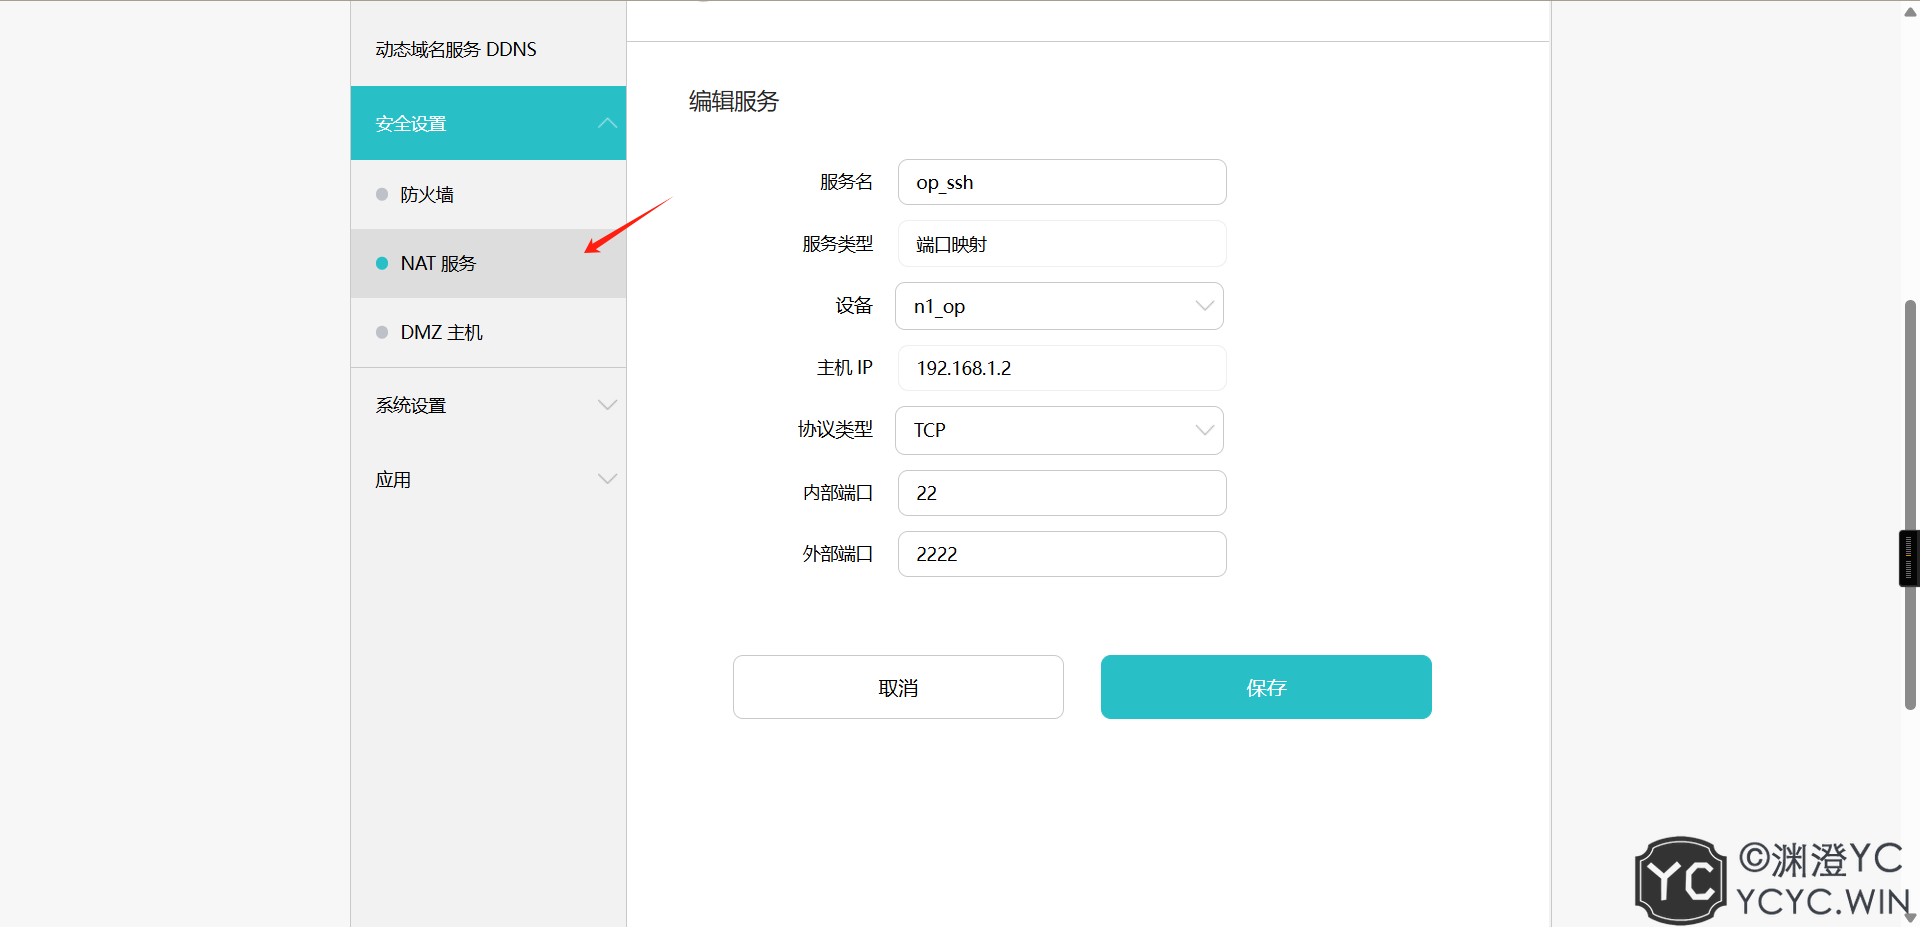 动态域名服务 DDNS
安全设置
防火墙
NAT 服务
DMZ 主机
系统设置
应用
编辑服务
服务名 op_ssh
服务类型 端口映射
设备 n1_op
主机 IP 192.168.1.2
协议类型 TCP
内部端口 22
外部端口 2222
取消 保存
YC
©渊澄YC
YCYC.WIN